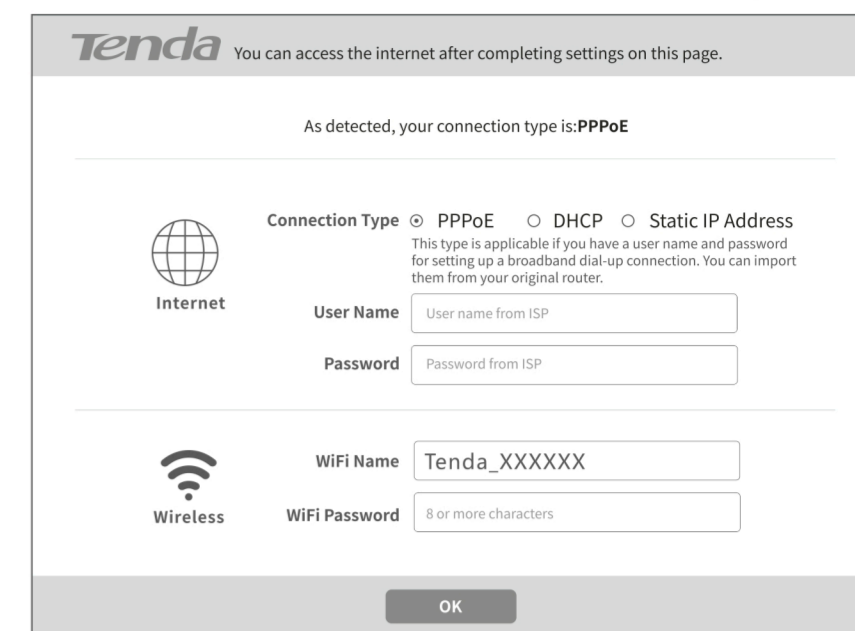 Tenda You can access the internet after completing settings on this page.
As detected, your connection type is:PPPoE
Connection Type PPPoE DHCP Static IP Address
This type is applicable if you have a user name and password
for setting up a broadband dial-up connection. You can import
them from your original router.
Internet
User Name User name from ISP
Password Password from ISP
WiFi Name Tenda_XXXXXX
Wireless
WiFi Password 8 or more characters
OK